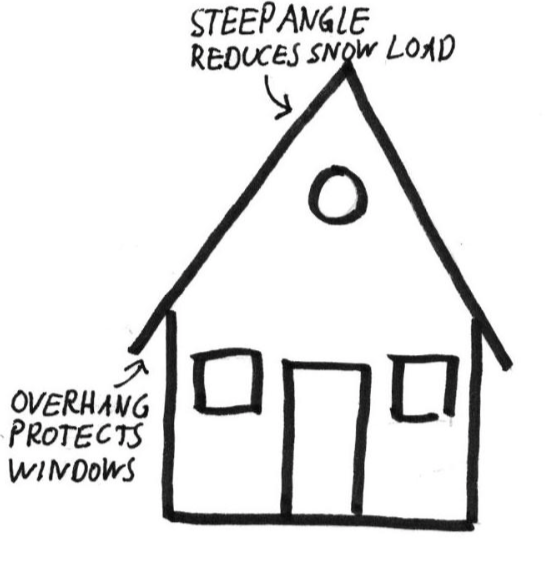 STEEP ANGLE
REDUCES SNOW LOAD
OVERHANG
PROTECTS
WINDOWS